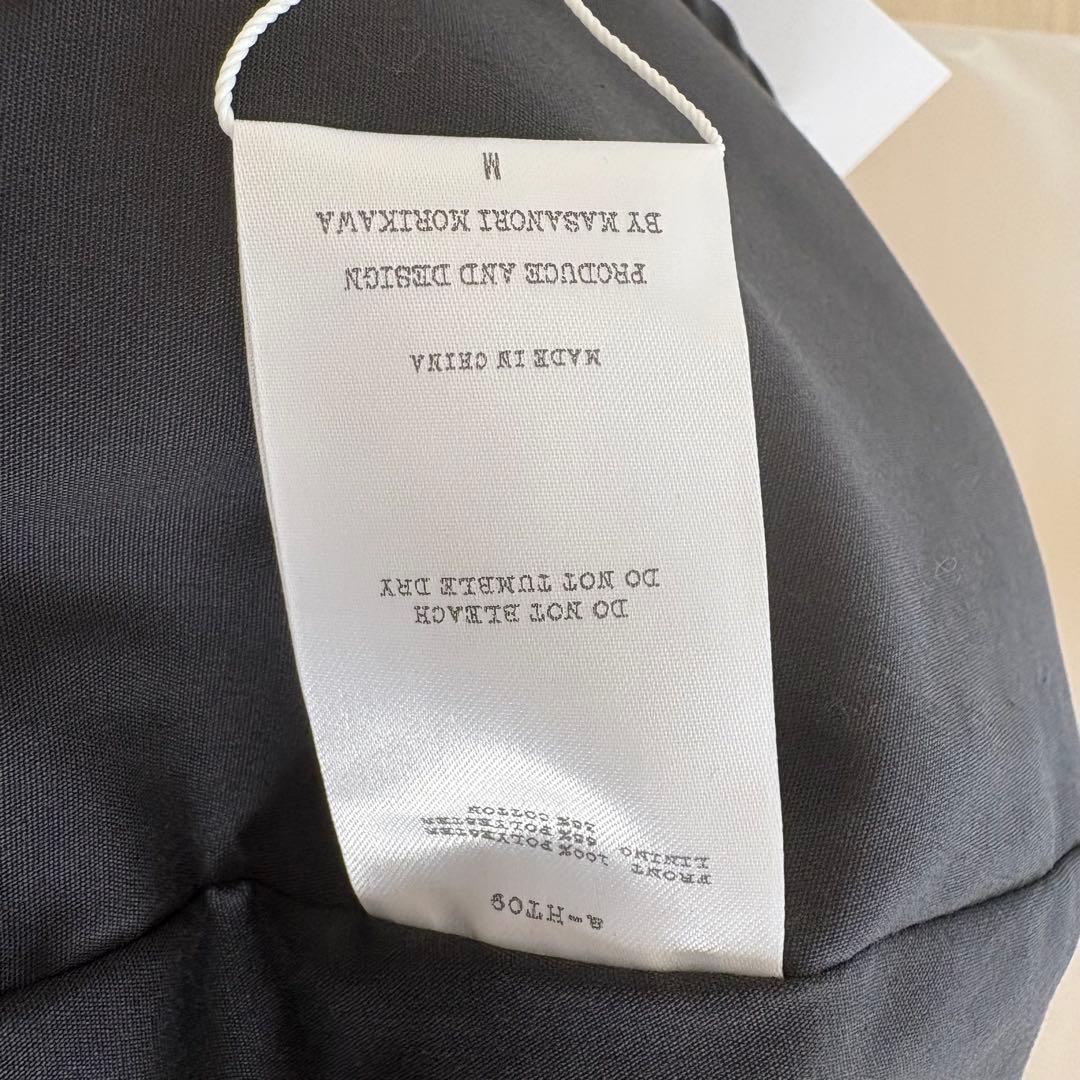 a-HT09
FRONT 100%POLYESTER
LINING 65%POLYESTER
35% COTTON
DO NOT BLEACH
DO NOT TUMBLE DRY
MADE IN CHINA
PRODUCE AND DESIGN
BY MASANORI MORIKAWA
M